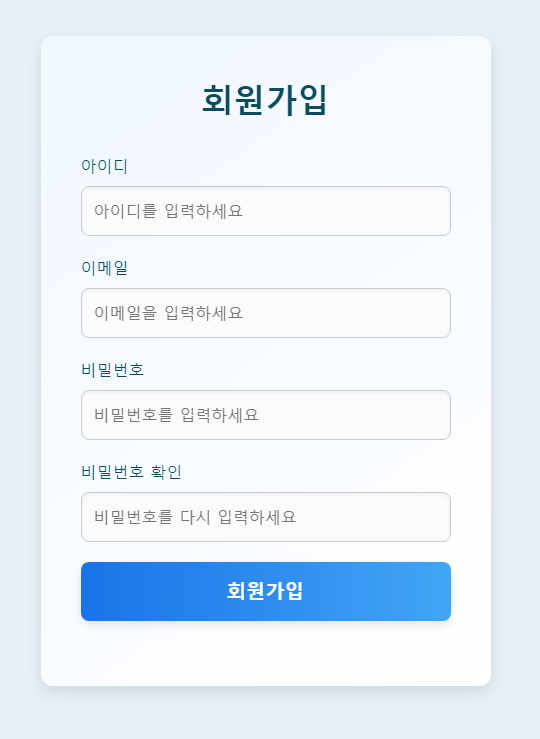 회원가입
아이디
아이디를 입력하세요
이메일
이메일을 입력하세요
비밀번호
비밀번호를 입력하세요
비밀번호 확인
비밀번호를 다시 입력하세요
회원가입